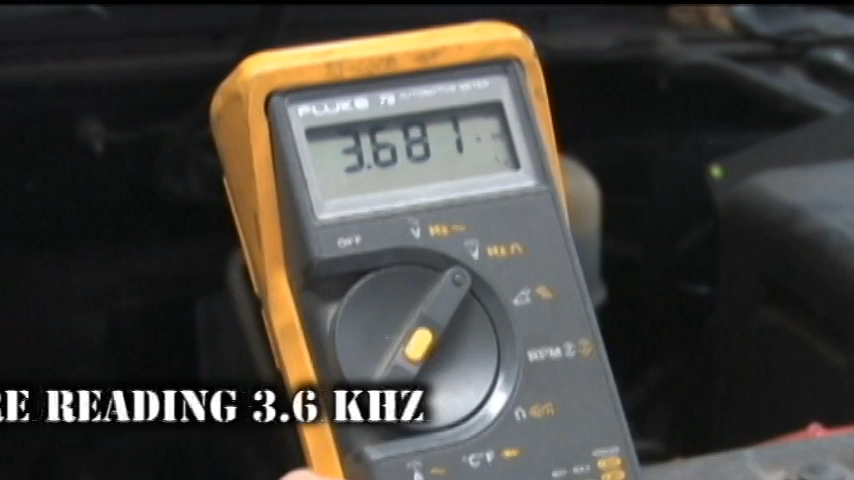 FLUKE 78 AUTOMOTIVE METER
3.681
OFF
V Hz~
V Hz
RPM
Ω
A ~
°C°F
RE READING 3.6 KHZ